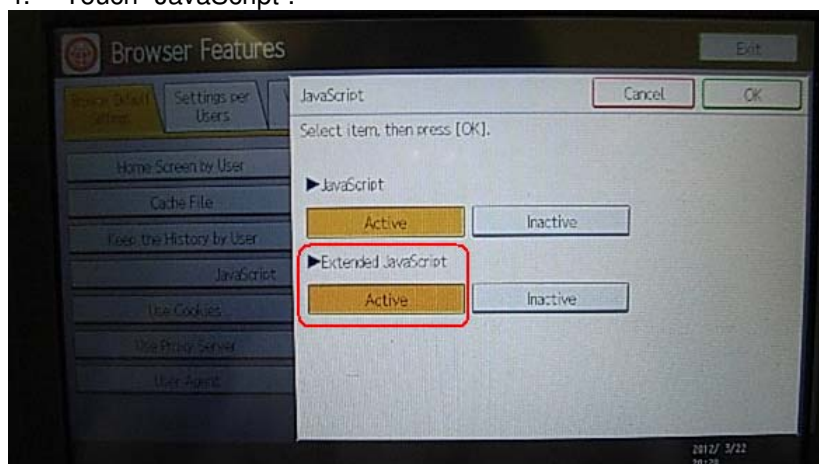 4. Touch "JavaScript".
Browser Features
Exit
Settings per
Users
JavaScript
Cancel
OK
Select item, then press [OK].
Home Screen by User
Cache File
Keep the History by User
JavaScript
Use Cookies
Use Proxy Server
User Agent
►JavaScript
Active
Inactive
►Extended JavaScript
Active
Inactive
2012/ 3/22